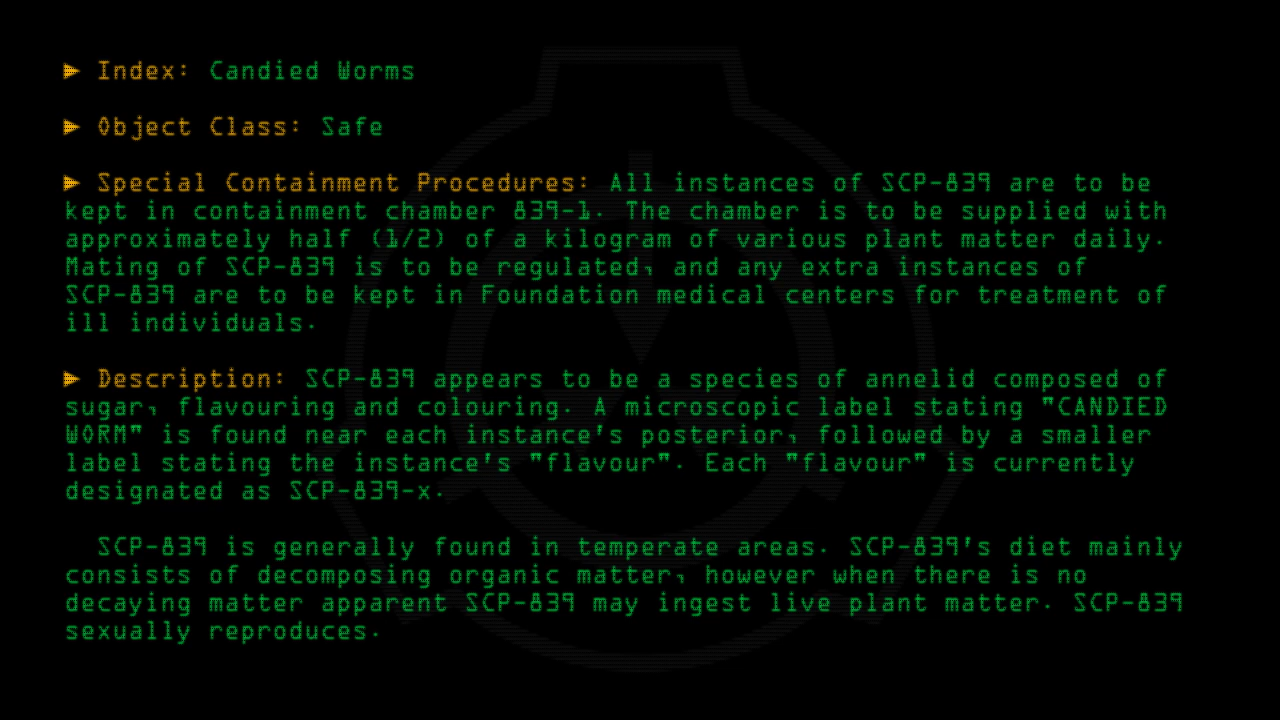 ► Index: Candied Worms
► Object Class: Safe
► Special Containment Procedures: All instances of SCP-839 are to be
kept in containment chamber 839-1. The chamber is to be supplied with
approximately half (1/2) of a kilogram of various plant matter daily.
Mating of SCP-839 is to be regulated, and any extra instances of
SCP-839 are to be kept in Foundation medical centers for treatment of
ill individuals.
► Description: SCP-839 appears to be a species of annelid composed of
sugar, flavouring and colouring. A microscopic label stating "CANDIED
WORM" is found near each instance's posterior, followed by a smaller
label stating the instance's "flavour". Each "flavour" is currently
designated as SCP-839-x.
SCP-839 is generally found in temperate areas. SCP-839's diet mainly
consists of decomposing organic matter, however when there is no
decaying matter apparent SCP-839 may ingest live plant matter. SCP-839
sexually reproduces.